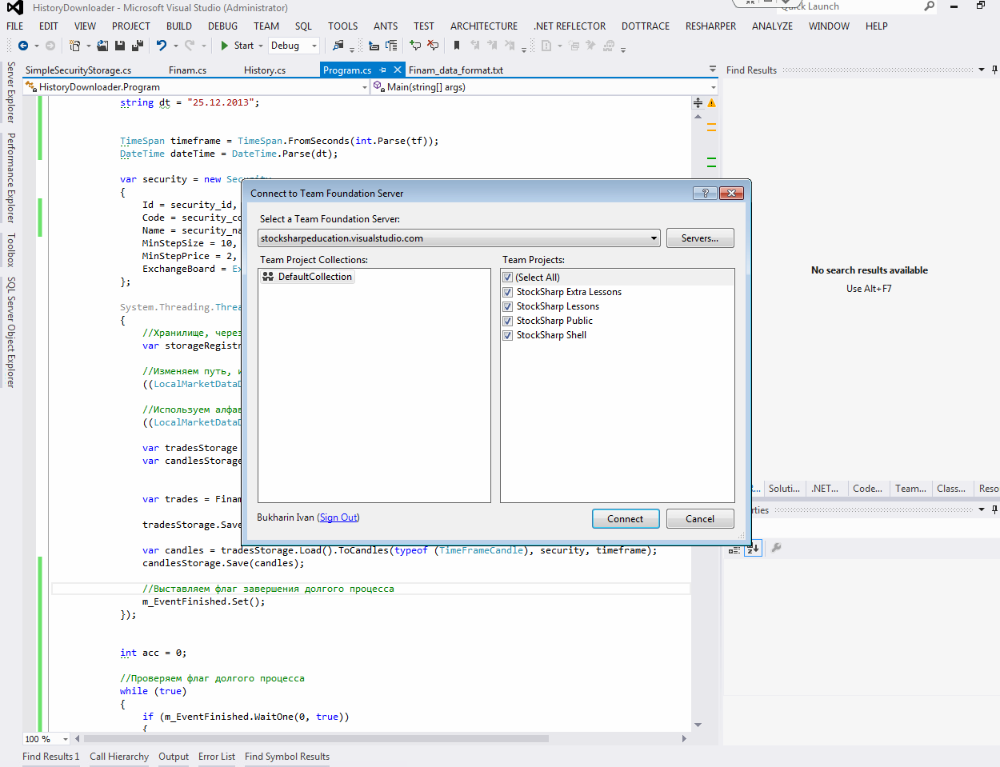 HistoryDownloader - Microsoft Visual Studio (Administrator)
Quick Launch
FILE EDIT VIEW PROJECT BUILD DEBUG TEAM SQL TOOLS ANTS TEST ARCHITECTURE .NET REFLECTOR DOTTRACE RESHARPER ANALYZE WINDOW HELP
Start Debug
SimpleSecurityStorage.cs Finam.cs History.cs Program.cs Finam_data_format.txt
HistoryDownloader.Program Main(string[] args)
Server Explorer
Performance Explorer
Toolbox
SQL Server Object Explorer
string dt = "25.12.2013";
TimeSpan timeframe = TimeSpan.FromSeconds(int.Parse(tf));
DateTime dateTime = DateTime.Parse(dt);
var security = new Security
{
Id = security_id,
Code = security_co
Name = security_na
MinStepSize = 10,
MinStepPrice = 2,
ExchangeBoard = Ex
};
System.Threading.Threa
{
//Хранилище, через
var storageRegistr
//Изменяем путь, и
((LocalMarketDataD
//Используем алфав
((LocalMarketDataD
var tradesStorage
var candlesStorage
var trades = Finam
tradesStorage.Save
var candles = tradesStorage.Load().ToCandles(typeof (TimeFrameCandle), security, timeframe);
candlesStorage.Save(candles);
//Выставляем флаг завершения долгого процесса
m_EventFinished.Set();
});
int acc = 0;
//Проверяем флаг долгого процесса
while (true)
{
if (m_EventFinished.WaitOne(0, true))
{
100 %
Find Results 1 Call Hierarchy Output Error List Find Symbol Results
Connect to Team Foundation Server
Select a Team Foundation Server:
stocksharpeducation.visualstudio.com Servers...
Team Project Collections: Team Projects:
DefaultCollection
(Select All)
StockSharp Extra Lessons
StockSharp Lessons
StockSharp Public
StockSharp Shell
Bukharin Ivan (Sign Out)
Connect Cancel
Find Results
No search results available
Use Alt+F7
R... Soluti... .NET... Code... Team... Class... Reso
rties